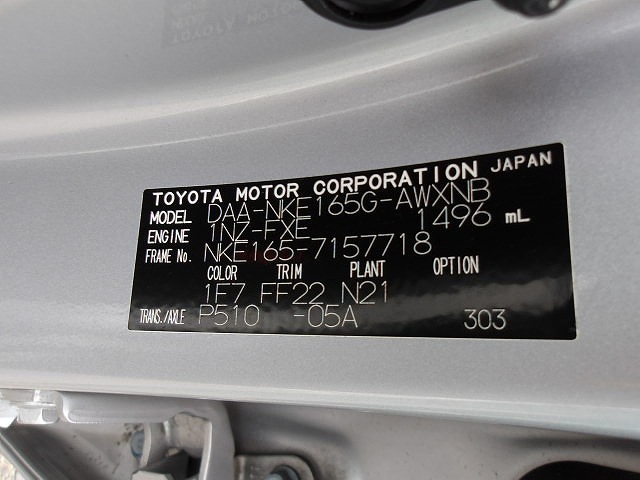 TOYOTA MOTOR CORPORATION JAPAN
MODEL DAA-NKE165G-AWXNB
ENGINE 1NZ-FXE 1496 mL
FRAME No. NKE165-7157718
COLOR TRIM PLANT OPTION
1F7 FF22 N21
TRANS./AXLE P510 -05A 303